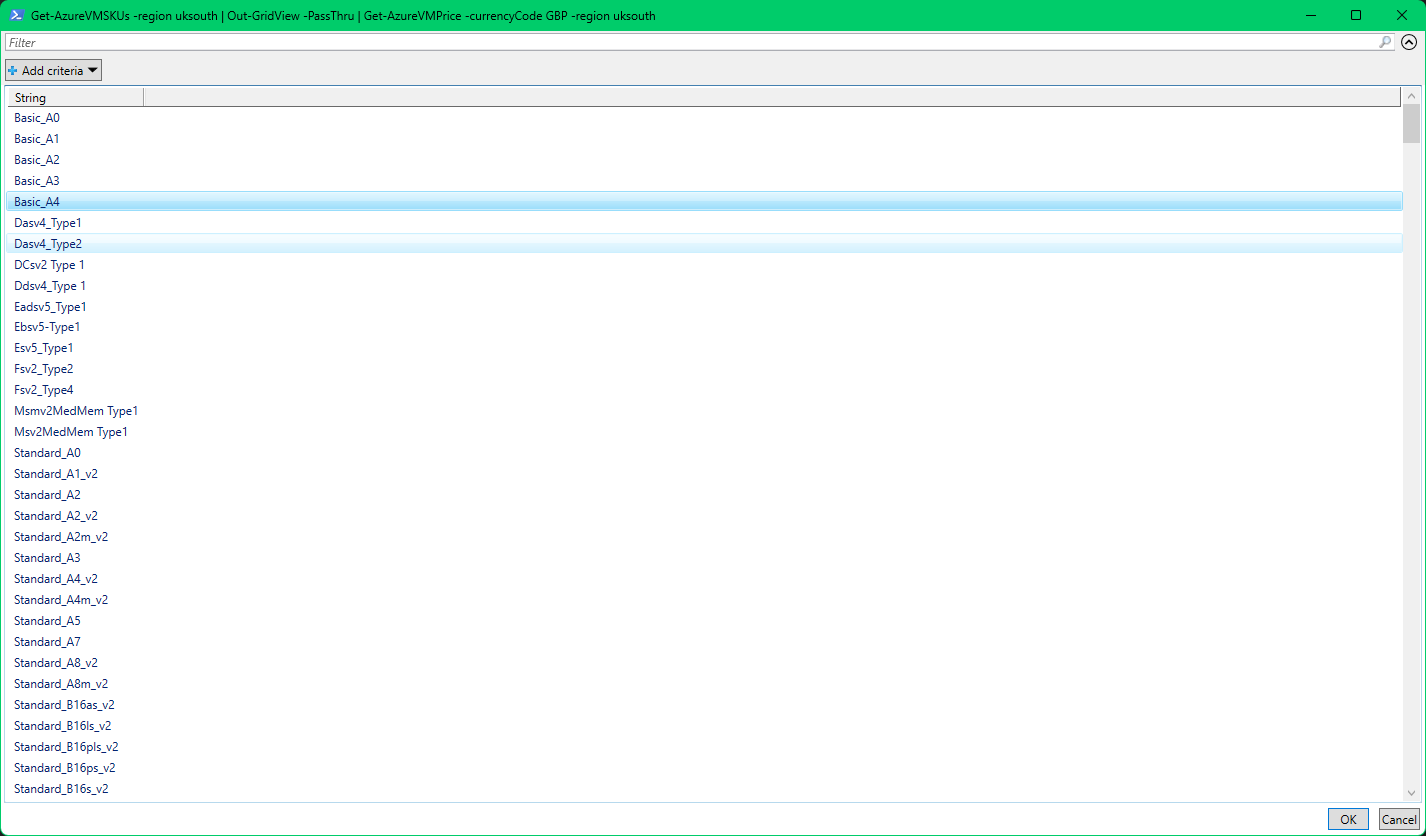 Get-AzureVMSKUs -region uksouth | Out-GridView -PassThru | Get-AzureVMPrice -currencyCode GBP -region uksouth
Filter
Add criteria
String
Basic_A0
Basic_A1
Basic_A2
Basic_A3
Basic_A4
Dasv4_Type1
Dasv4_Type2
DCsv2 Type 1
Ddsv4_Type 1
Eadsv5_Type1
Ebsv5-Type1
Esv5_Type1
Fsv2_Type2
Fsv2_Type4
Msmv2MedMem Type1
Msv2MedMem Type1
Standard_A0
Standard_A1_v2
Standard_A2
Standard_A2_v2
Standard_A2m_v2
Standard_A3
Standard_A4_v2
Standard_A4m_v2
Standard_A5
Standard_A7
Standard_A8_v2
Standard_A8m_v2
Standard_B16as_v2
Standard_B16ls_v2
Standard_B16pls_v2
Standard_B16ps_v2
Standard_B16s_v2
OK Cancel